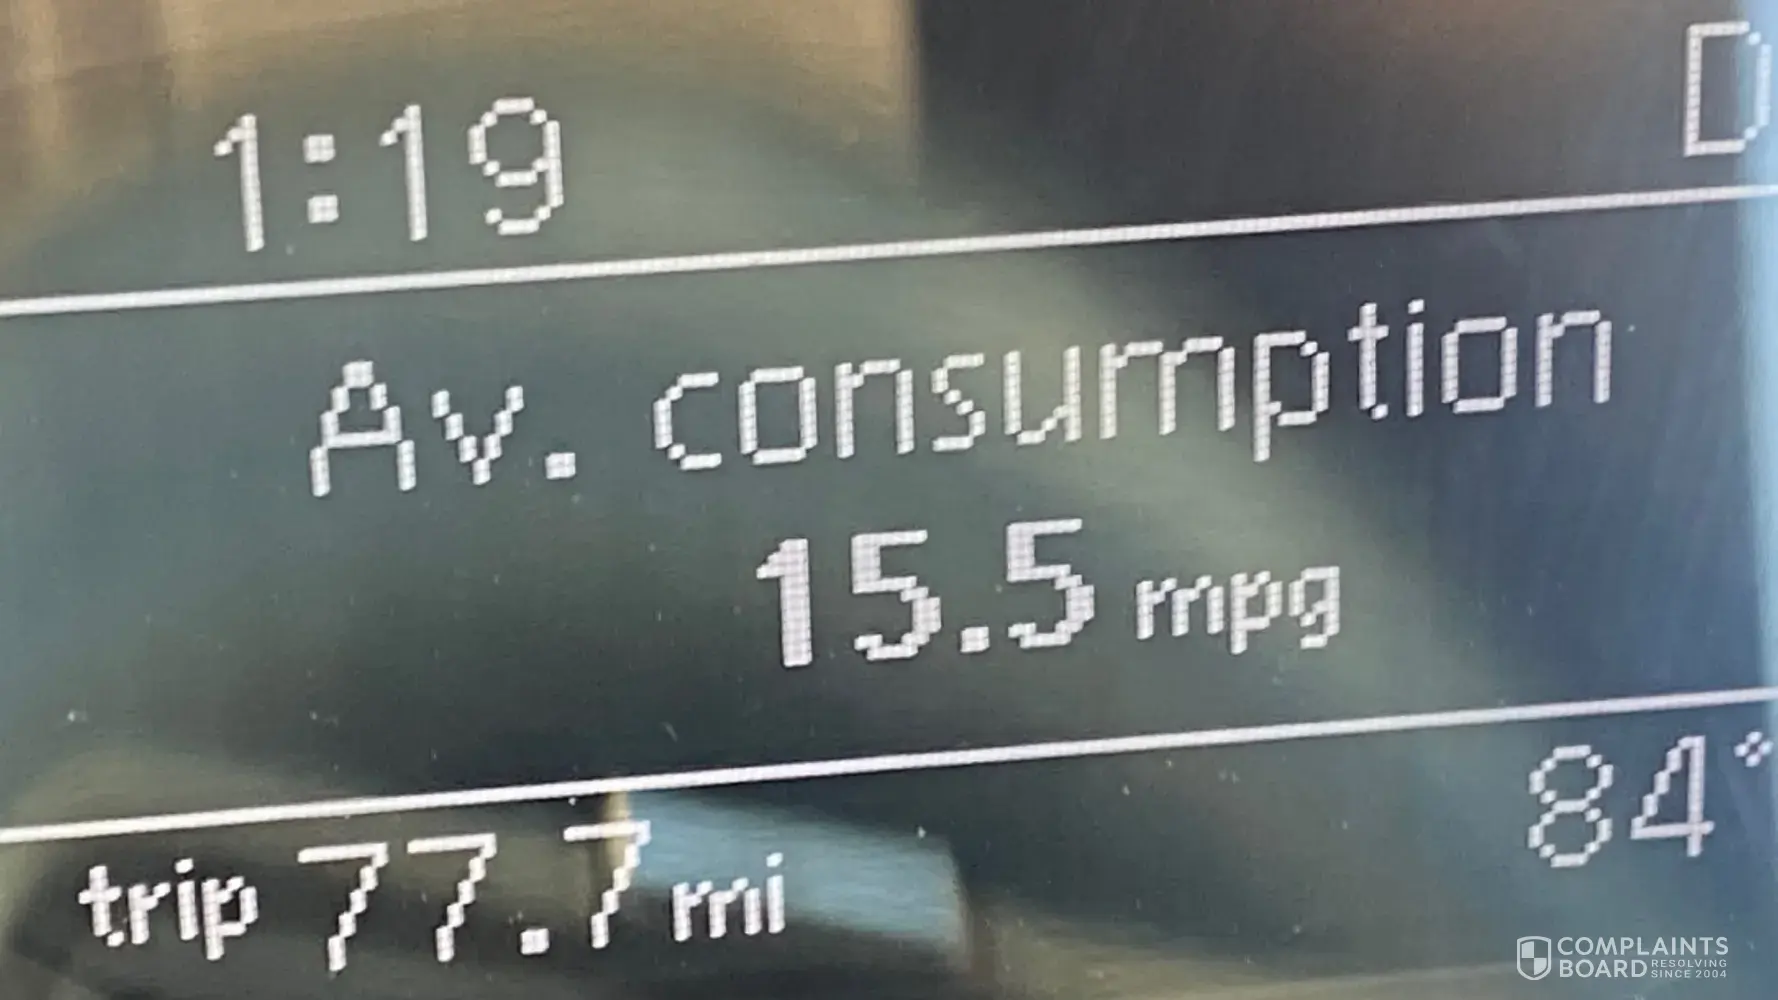 1:19 D
Av. consumption
15.5 mpg
84°
trip 77.7 mi
COMPLAINTS
BOARD RESOLVING
SINCE 2004